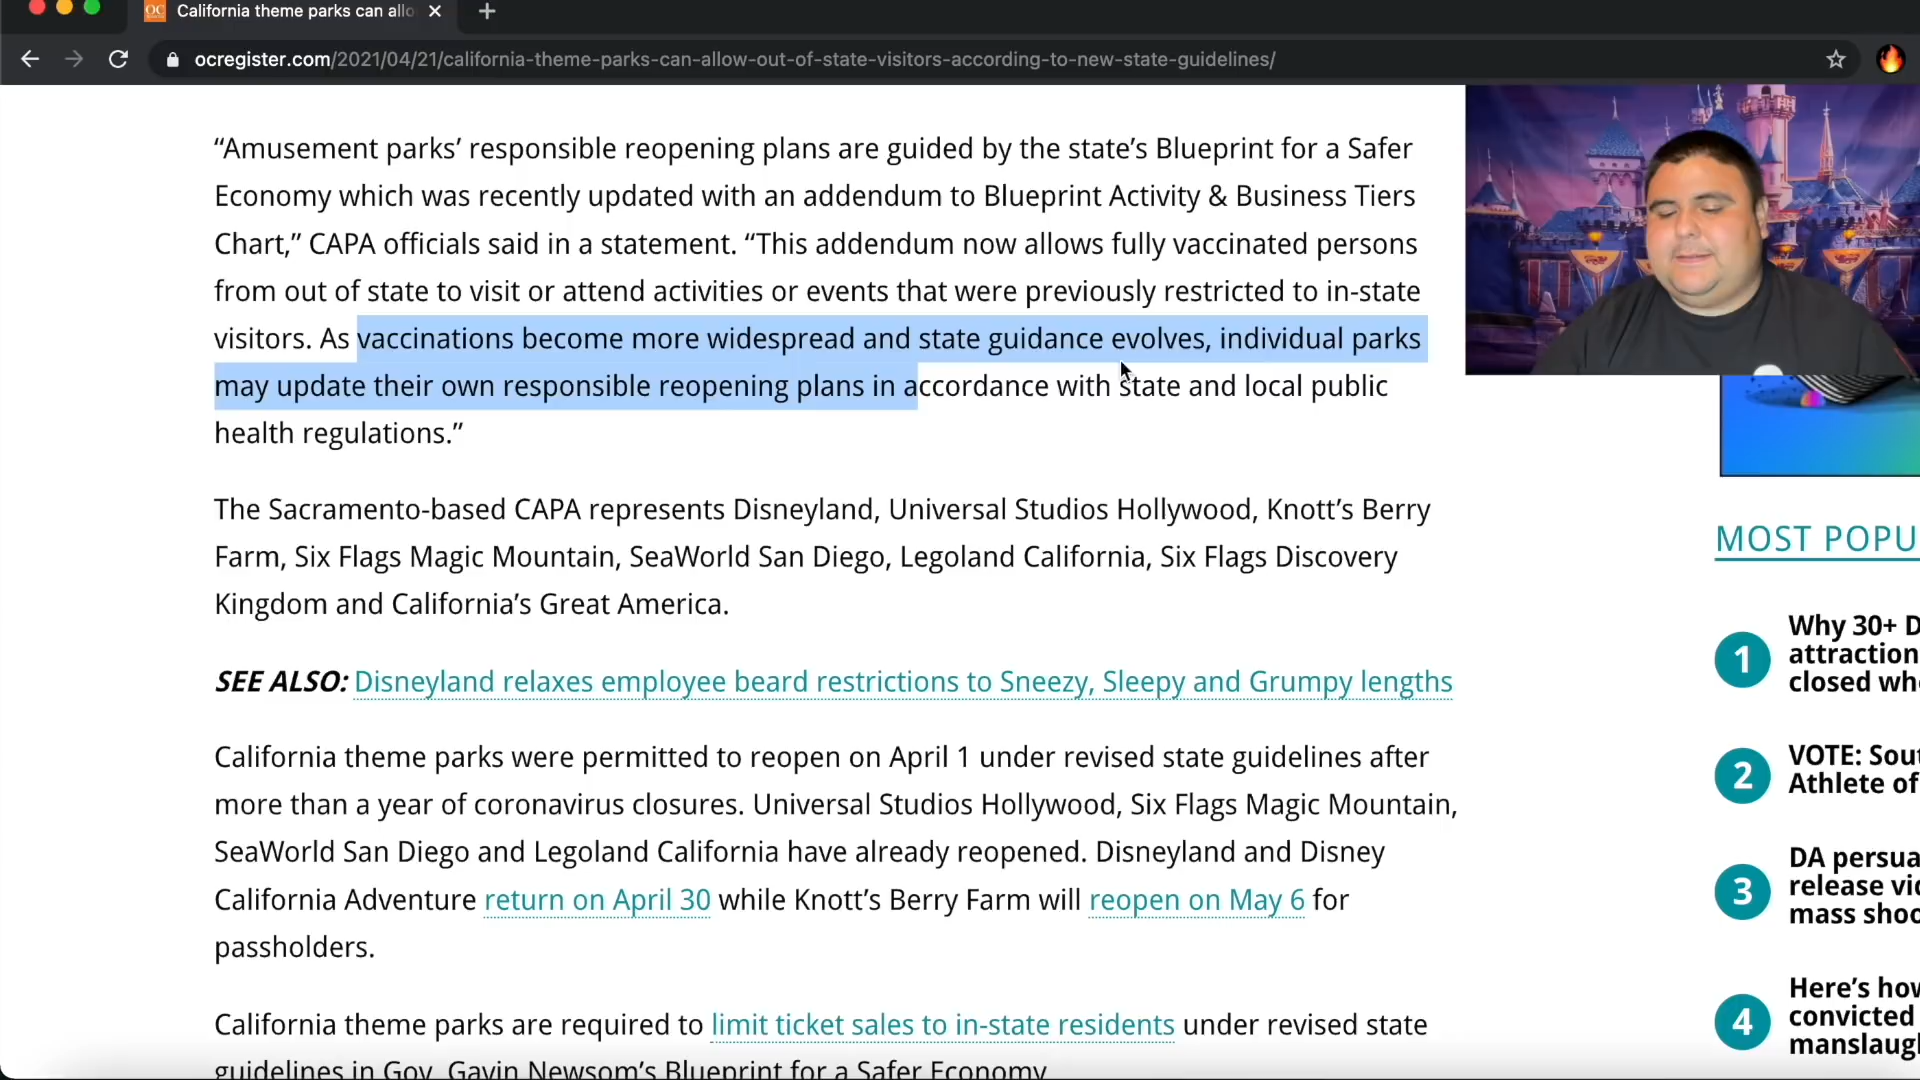 California theme parks can allo
ocregister.com/2021/04/21/california-theme-parks-can-allow-out-of-state-visitors-according-to-new-state-guidelines/
“Amusement parks’ responsible reopening plans are guided by the state’s Blueprint for a Safer
Economy which was recently updated with an addendum to Blueprint Activity & Business Tiers
Chart,” CAPA officials said in a statement. “This addendum now allows fully vaccinated persons
from out of state to visit or attend activities or events that were previously restricted to in-state
visitors. As vaccinations become more widespread and state guidance evolves, individual parks
may update their own responsible reopening plans in accordance with state and local public
health regulations.”
The Sacramento-based CAPA represents Disneyland, Universal Studios Hollywood, Knott’s Berry
Farm, Six Flags Magic Mountain, SeaWorld San Diego, Legoland California, Six Flags Discovery
Kingdom and California’s Great America.
SEE ALSO: Disneyland relaxes employee beard restrictions to Sneezy, Sleepy and Grumpy lengths
California theme parks were permitted to reopen on April 1 under revised state guidelines after
more than a year of coronavirus closures. Universal Studios Hollywood, Six Flags Magic Mountain,
SeaWorld San Diego and Legoland California have already reopened. Disneyland and Disney
California Adventure return on April 30 while Knott’s Berry Farm will reopen on May 6 for
passholders.
California theme parks are required to limit ticket sales to in-state residents under revised state
guidelines in Gov. Gavin Newsom’s Blueprint for a Safer Economy
MOST POPU
1
Why 30+ D
attraction
closed wh
2
VOTE: Sout
Athlete of
3
DA persua
release vi
mass shoo
4
Here’s how
convicted
manslaugh